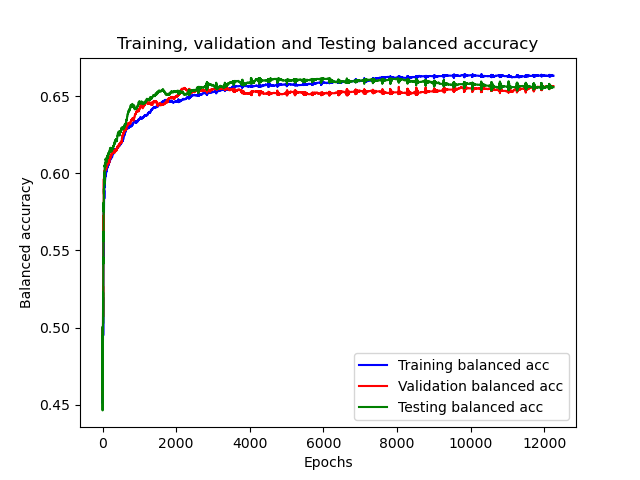 Training, validation and Testing balanced accuracy
0.65
0.60
0.55
0.50
0.45
Balanced accuracy
Training balanced acc
Validation balanced acc
Testing balanced acc
0 2000 4000 6000 8000 10000 12000
Epochs